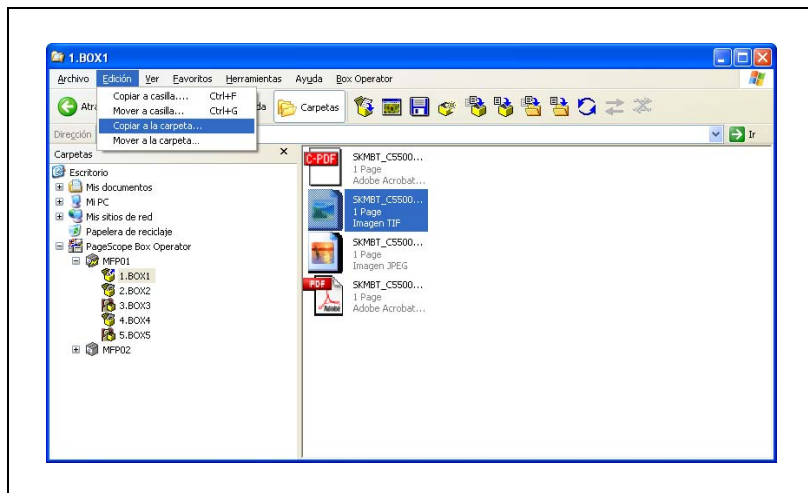 1.BOX1
Archivo Edición Ver Favoritos Herramientas Ayuda Box Operator
Atrá
Carpetas
Copiar a casilla.... Ctrl+F
Mover a casilla... Ctrl+G
Copiar a la carpeta...
Mover a la carpeta...
Dirección
Ir
Carpetas
Escritorio
Mis documentos
Mi PC
Mis sitios de red
Papelera de reciclaje
PageScope Box Operator
MFP01
1.BOX1
2.BOX2
3.BOX3
4.BOX4
5.BOX5
MFP02
C-PDF
SKMBT_C5500...
1 Page
Adobe Acrobat...
SKMBT_C5500...
1 Page
Imagen TIF
SKMBT_C5500...
1 Page
Imagen JPEG
PDF
Adobe
SKMBT_C5500...
1 Page
Adobe Acrobat...